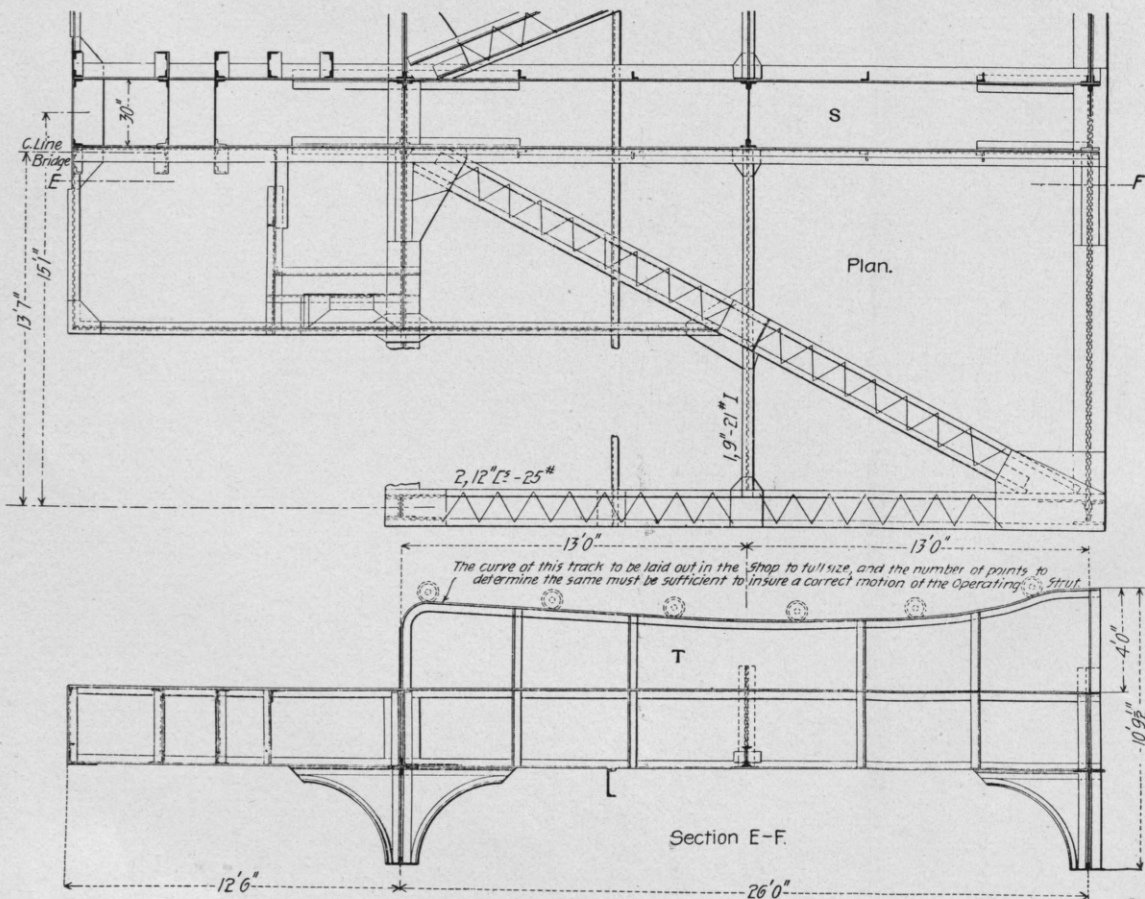 30"
S
C. Line
Bridge
E
F
15'1"
13'7"
Plan.
1, 9"-21# I
2, 12"[s -25#
13'0"
13'0"
The curve of this track to be laid out in the Shop to full size, and the number of points to
determine the same must be sufficient to insure a correct motion of the Operating Strut.
T
4'0"
Section E-F.
12'6"
26'0"